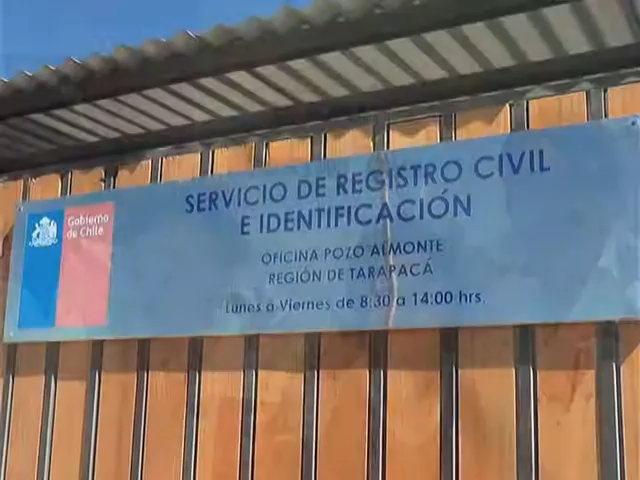 Gobierno
de Chile
SERVICIO DE REGISTRO CIVIL
E IDENTIFICACIÓN
OFICINA POZO ALMONTE
REGIÓN DE TARAPACÁ
Lunes a Viernes de 8:30 a 14:00 hrs.